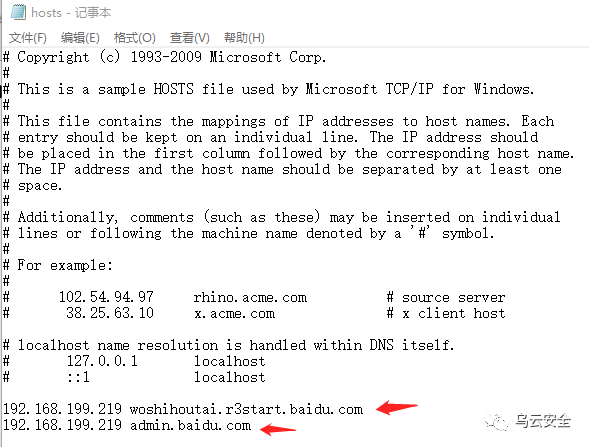 hosts - 记事本
文件(F) 编辑(E) 格式(O) 查看(V) 帮助(H)
# Copyright (c) 1993-2009 Microsoft Corp.
#
# This is a sample HOSTS file used by Microsoft TCP/IP for Windows.
#
# This file contains the mappings of IP addresses to host names. Each
# entry should be kept on an individual line. The IP address should
# be placed in the first column followed by the corresponding host name.
# The IP address and the host name should be separated by at least one
# space.
#
# Additionally, comments (such as these) may be inserted on individual
# lines or following the machine name denoted by a '#' symbol.
#
# For example:
#
#      102.54.94.97     rhino.acme.com          # source server
#       38.25.63.10     x.acme.com              # x client host

# localhost name resolution is handled within DNS itself.
#       127.0.0.1       localhost
#       ::1             localhost

192.168.199.219 woshihoutai.r3start.baidu.com
192.168.199.219 admin.baidu.com
乌云安全